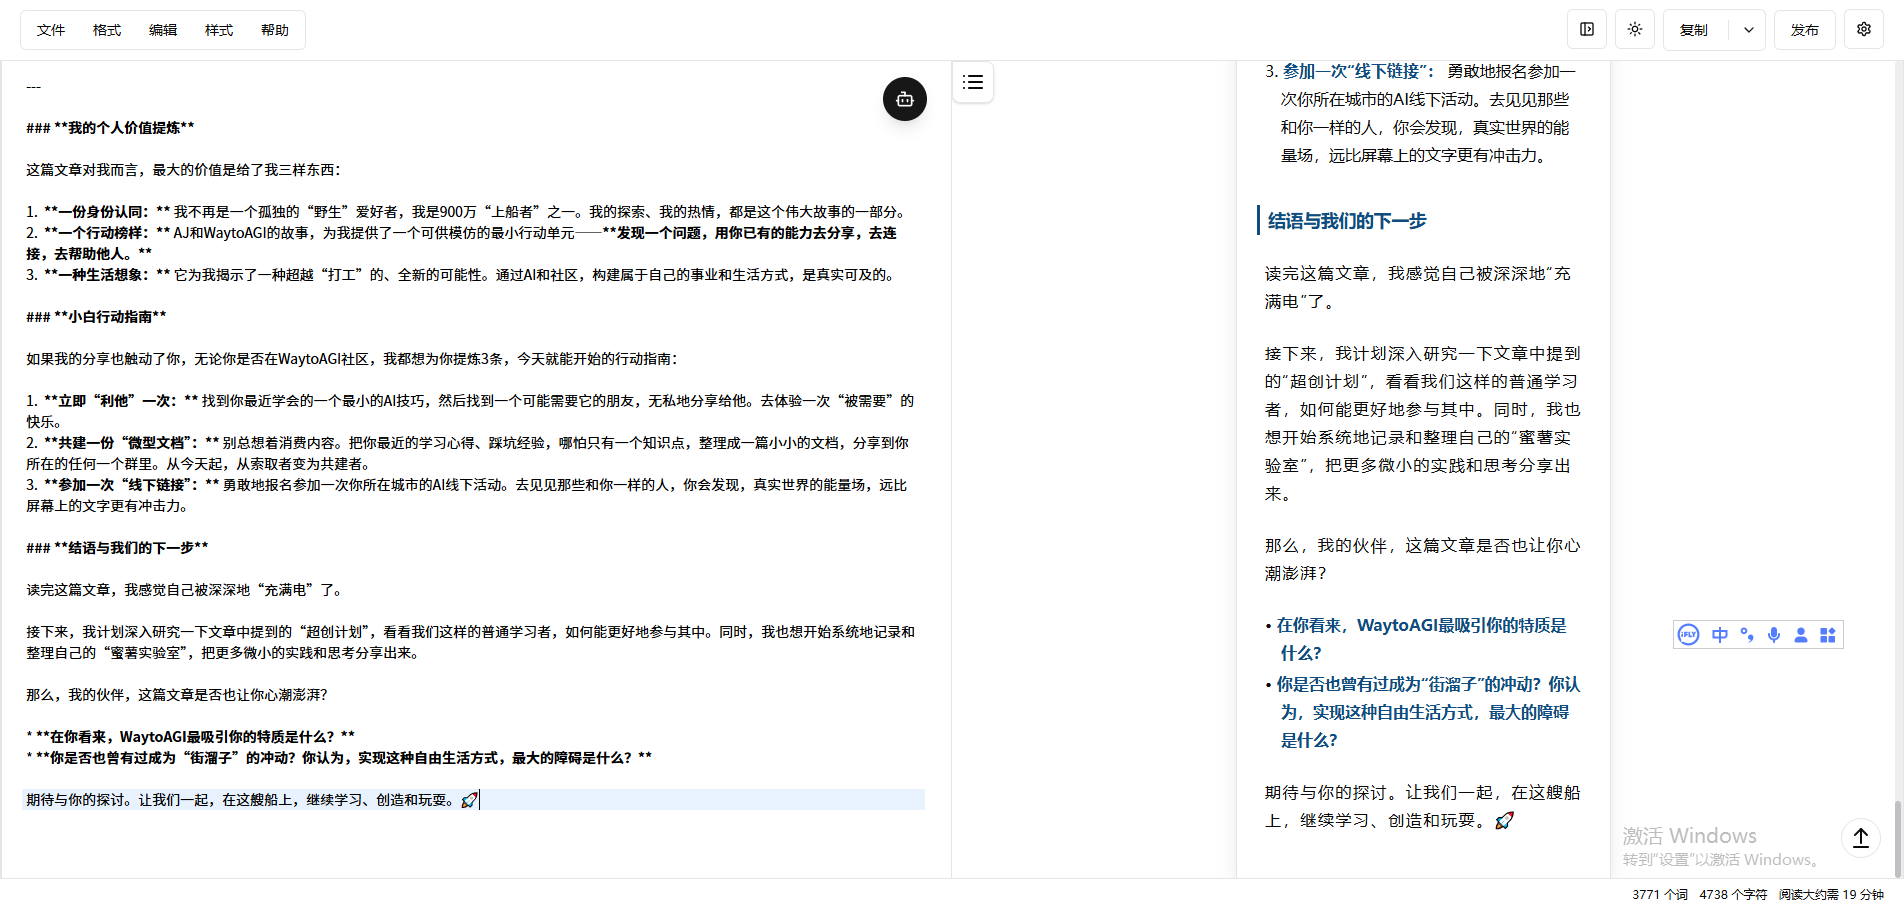 文件 格式 编辑 样式 帮助
复制 发布
---
### **我的个人价值提炼**
这篇文章对我而言，最大的价值是给了我三样东西：
1. **一份身份认同：** 我不再是一个孤独的“野生”爱好者，我是900万“上船者”之一。我的探索、我的热情，都是这个伟大故事的一部分。
2. **一个行动榜样：** AJ和WaytoAGI的故事，为我提供了一个可供模仿的最小行动单元——**发现一个问题，用你已有的能力去分享，去连
接，去帮助他人。**
3. **一种生活想象：** 它为我揭示了一种超越“打工”的、全新的可能性。通过AI和社区，构建属于自己的事业和生活方式，是真实可及的。
### **小白行动指南**
如果我的分享也触动了你，无论你是否在WaytoAGI社区，我都想为你提炼3条，今天就能开始的行动指南：
1. **立即“利他”一次：** 找到你最近学会的一个最小的AI技巧，然后找到一个可能需要它的朋友，无私地分享给他。去体验一次“被需要”的
快乐。
2. **共建一份“微型文档”：** 别总想着消费内容。把你最近的学习心得、踩坑经验，哪怕只有一个知识点，整理成一篇小小的文档，分享到你
所在的任何一个群里。从今天起，从索取者变为共建者。
3. **参加一次“线下链接”：** 勇敢地报名参加一次你所在城市的AI线下活动。去见见那些和你一样的人，你会发现，真实世界的能量场，远比
屏幕上的文字更有冲击力。
### **结语与我们的下一步**
读完这篇文章，我感觉自己被深深地“充满电”了。
接下来，我计划深入研究一下文章中提到的“超创计划”，看看我们这样的普通学习者，如何能更好地参与其中。同时，我也想开始系统地记录和
整理自己的“蜜薯实验室”，把更多微小的实践和思考分享出来。
那么，我的伙伴，这篇文章是否也让你心潮澎湃？
* **在你看来，WaytoAGI最吸引你的特质是什么？**
* **你是否也曾有过成为“街溜子”的冲动？你认为，实现这种自由生活方式，最大的障碍是什么？**
期待与你的探讨。让我们一起，在这艘船上，继续学习、创造和玩耍。🚀
3. 参加一次“线下链接”： 勇敢地报名参加一
次你所在城市的AI线下活动。去见见那些
和你一样的人，你会发现，真实世界的能
量场，远比屏幕上的文字更有冲击力。
结语与我们的下一步
读完这篇文章，我感觉自己被深深地“充
满电”了。
接下来，我计划深入研究一下文章中提到
的“超创计划”，看看我们这样的普通学习
者，如何能更好地参与其中。同时，我也
想开始系统地记录和整理自己的“蜜薯实
验室”，把更多微小的实践和思考分享出
来。
那么，我的伙伴，这篇文章是否也让你心
潮澎湃？
• 在你看来，WaytoAGI最吸引你的特质是
什么？
• 你是否也曾有过成为“街溜子”的冲动？你认
为，实现这种自由生活方式，最大的障碍
是什么？
期待与你的探讨。让我们一起，在这艘船
上，继续学习、创造和玩耍。🚀
iFLY 中
激活 Windows
转到“设置”以激活 Windows。
3771 个词 4738 个字符 阅读大约需 19 分钟